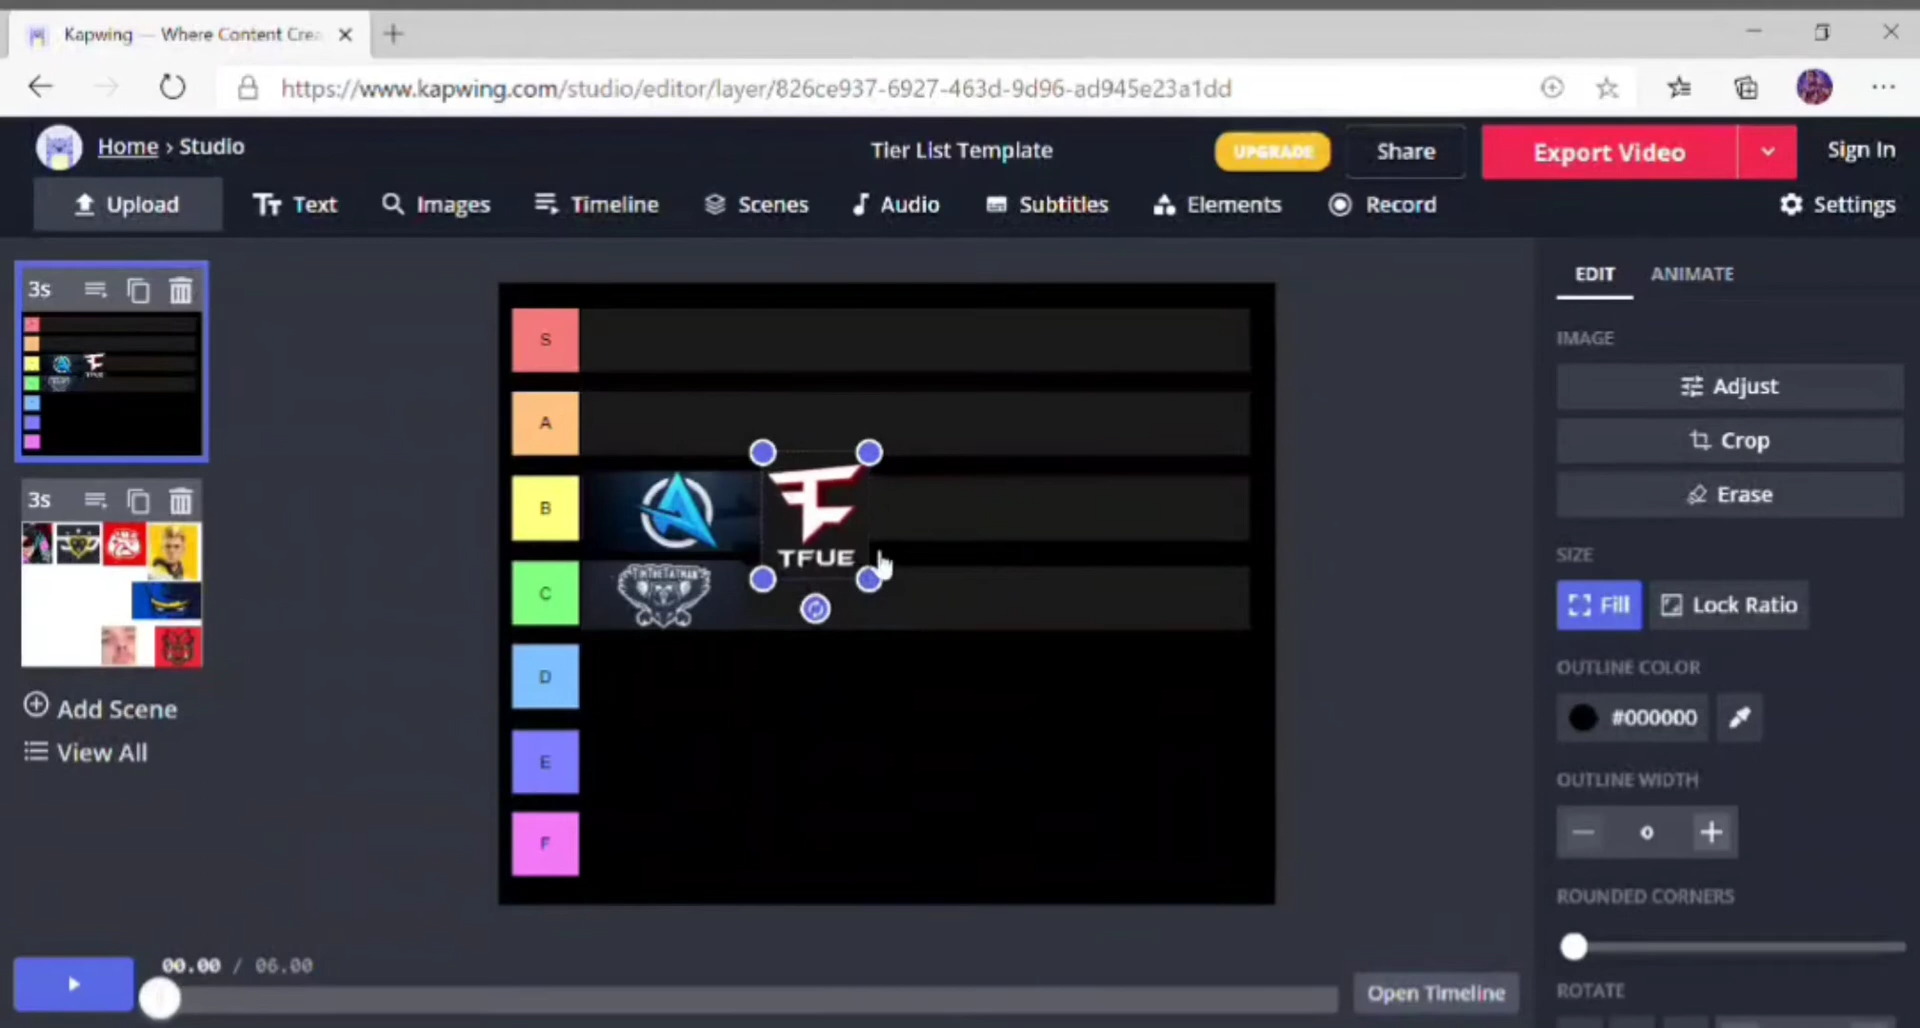 Kapwing — Where Content Crea
https://www.kapwing.com/studio/editor/layer/826ce937-6927-463d-9d96-ad945e23a1dd
Home › Studio
Tier List Template
UPGRADE
Share
Export Video
Sign In
Upload
Text
Images
Timeline
Scenes
Audio
Subtitles
Elements
Record
Settings
3s
3s
Add Scene
View All
S
A
B
TFUE
C
TIMTHETATMAN
D
E
F
EDIT
ANIMATE
IMAGE
Adjust
Crop
Erase
SIZE
Fill
Lock Ratio
OUTLINE COLOR
#000000
OUTLINE WIDTH
0
ROUNDED CORNERS
ROTATE
00.00 / 06.00
Open Timeline